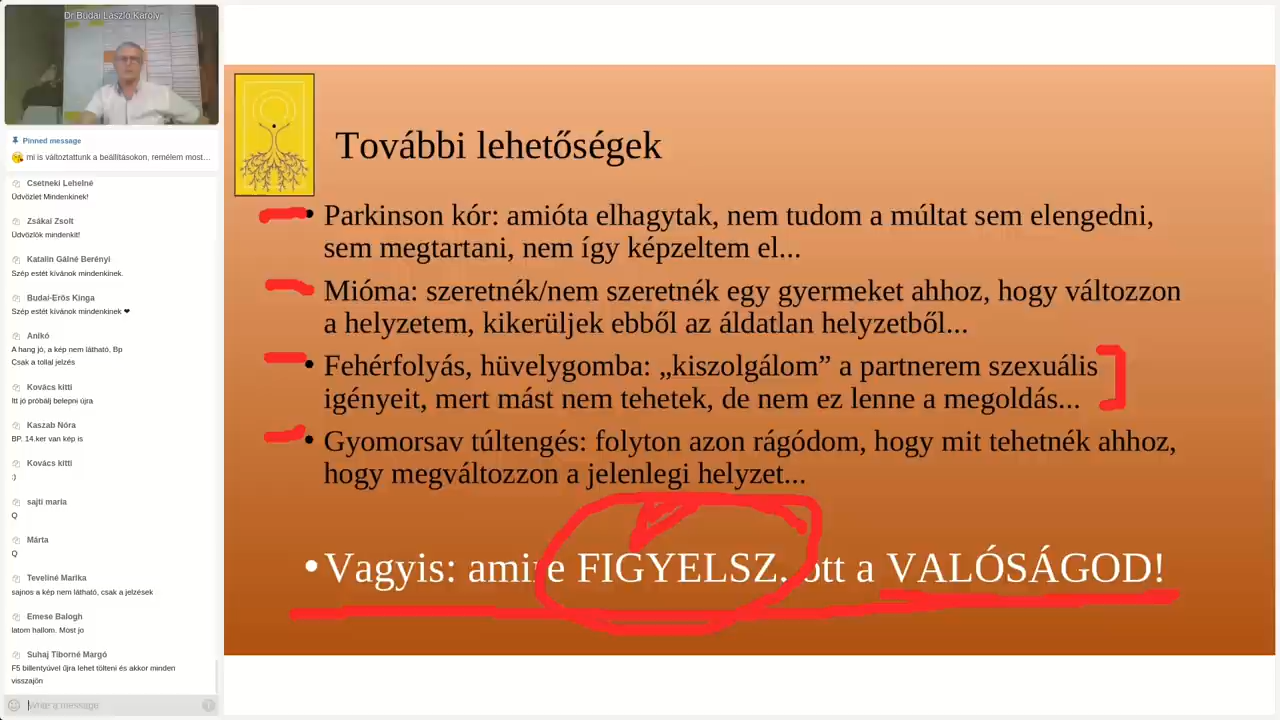 Dr Budai László Károly
Pinned message
mi is változtattunk a beállításokon, remélem most…
Csetneki Lehelné
Üdvözlet Mindenkinek!
Zsákai Zsolt
Üdvözlök mindenkit!
Katalin Gálné Berényi
Szép estét kívánok mindenkinek.
Budai-Erős Kinga
Szép estét kívánok mindenkinek ❤
Anikó
A hang jó, a kép nem látható, Bp
Csak a tollal jelzés
Kovács kitti
Itt jó próbálj belepni újra
Kaszab Nóra
BP. 14.ker van kép is
Kovács kitti
:)
sajti maria
Q
Márta
Q
Teveliné Marika
sajnos a kép nem látható, csak a jelzések
Emese Balogh
latom hallom. Most jo
Suhaj Tiborné Margó
F5 billentyűvel űjra lehet tölteni és akkor minden
visszajön
Write a message
További lehetőségek
• Parkinson kór: amióta elhagytak, nem tudom a múltat sem elengedni,
sem megtartani, nem így képzeltem el...
Mióma: szeretnék/nem szeretnék egy gyermeket ahhoz, hogy változzon
a helyzetem, kikerüljek ebből az áldatlan helyzetből...
• Fehérfolyás, hüvelygomba: „kiszolgálom” a partnerem szexuális
igényeit, mert mást nem tehetek, de nem ez lenne a megoldás...
• Gyomorsav túltengés: folyton azon rágódom, hogy mit tehetnék ahhoz,
hogy megváltozzon a jelenlegi helyzet...
• Vagyis: amire FIGYELSZ, ott a VALÓSÁGOD!